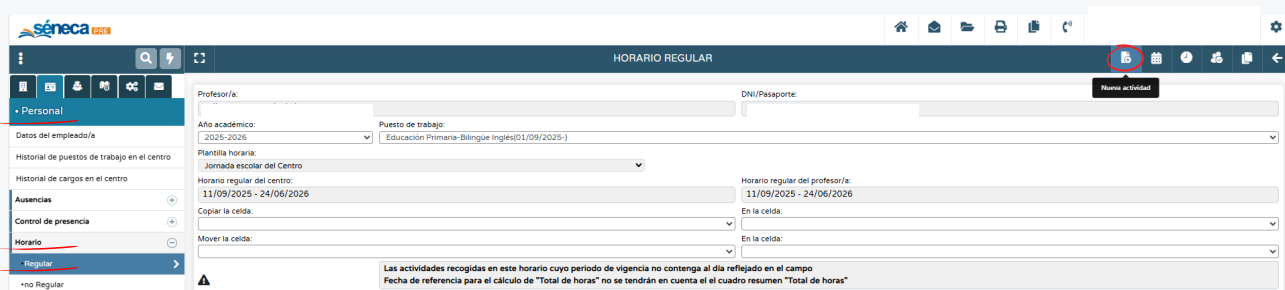 séneca PRE
HORARIO REGULAR
Nueva actividad
• Personal
Datos del empleado/a
Historial de puestos de trabajo en el centro
Historial de cargos en el centro
Ausencias
Control de presencia
Horario
•Regular
•no Regular
Profesor/a:
DNI/Pasaporte:
Año académico:
Puesto de trabajo:
2025-2026
Educación Primaria-Bilingüe Inglés(01/09/2025-)
Plantilla horaria:
Jornada escolar del Centro
Horario regular del centro:
Horario regular del profesor/a:
11/09/2025 - 24/06/2026
11/09/2025 - 24/06/2026
Copiar la celda:
En la celda:
Mover la celda:
En la celda:
Las actividades recogidas en este horario cuyo periodo de vigencia no contenga al día reflejado en el campo
Fecha de referencia para el cálculo de "Total de horas" no se tendrán en cuenta el el cuadro resumen "Total de horas"